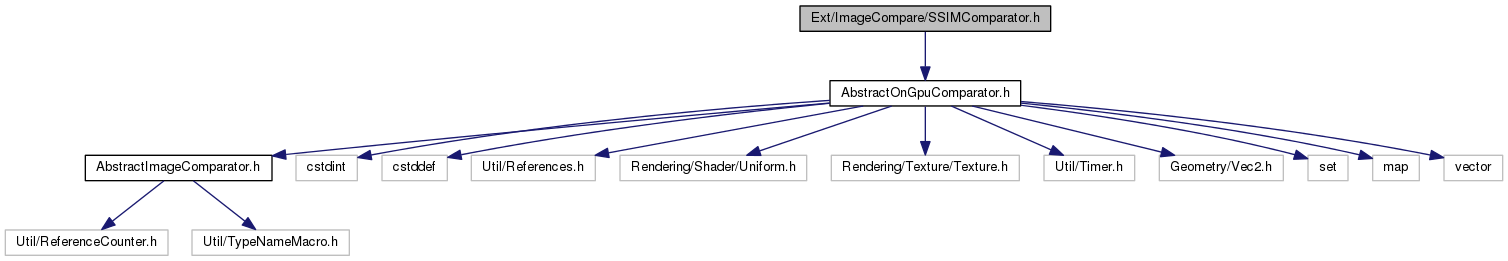 Ext/ImageCompare/SSIMComparator.h
AbstractOnGpuComparator.h
AbstractImageComparator.h
cstdint
cstddef
Util/References.h
Rendering/Shader/Uniform.h
Rendering/Texture/Texture.h
Util/Timer.h
Geometry/Vec2.h
set
map
vector
Util/ReferenceCounter.h
Util/TypeNameMacro.h